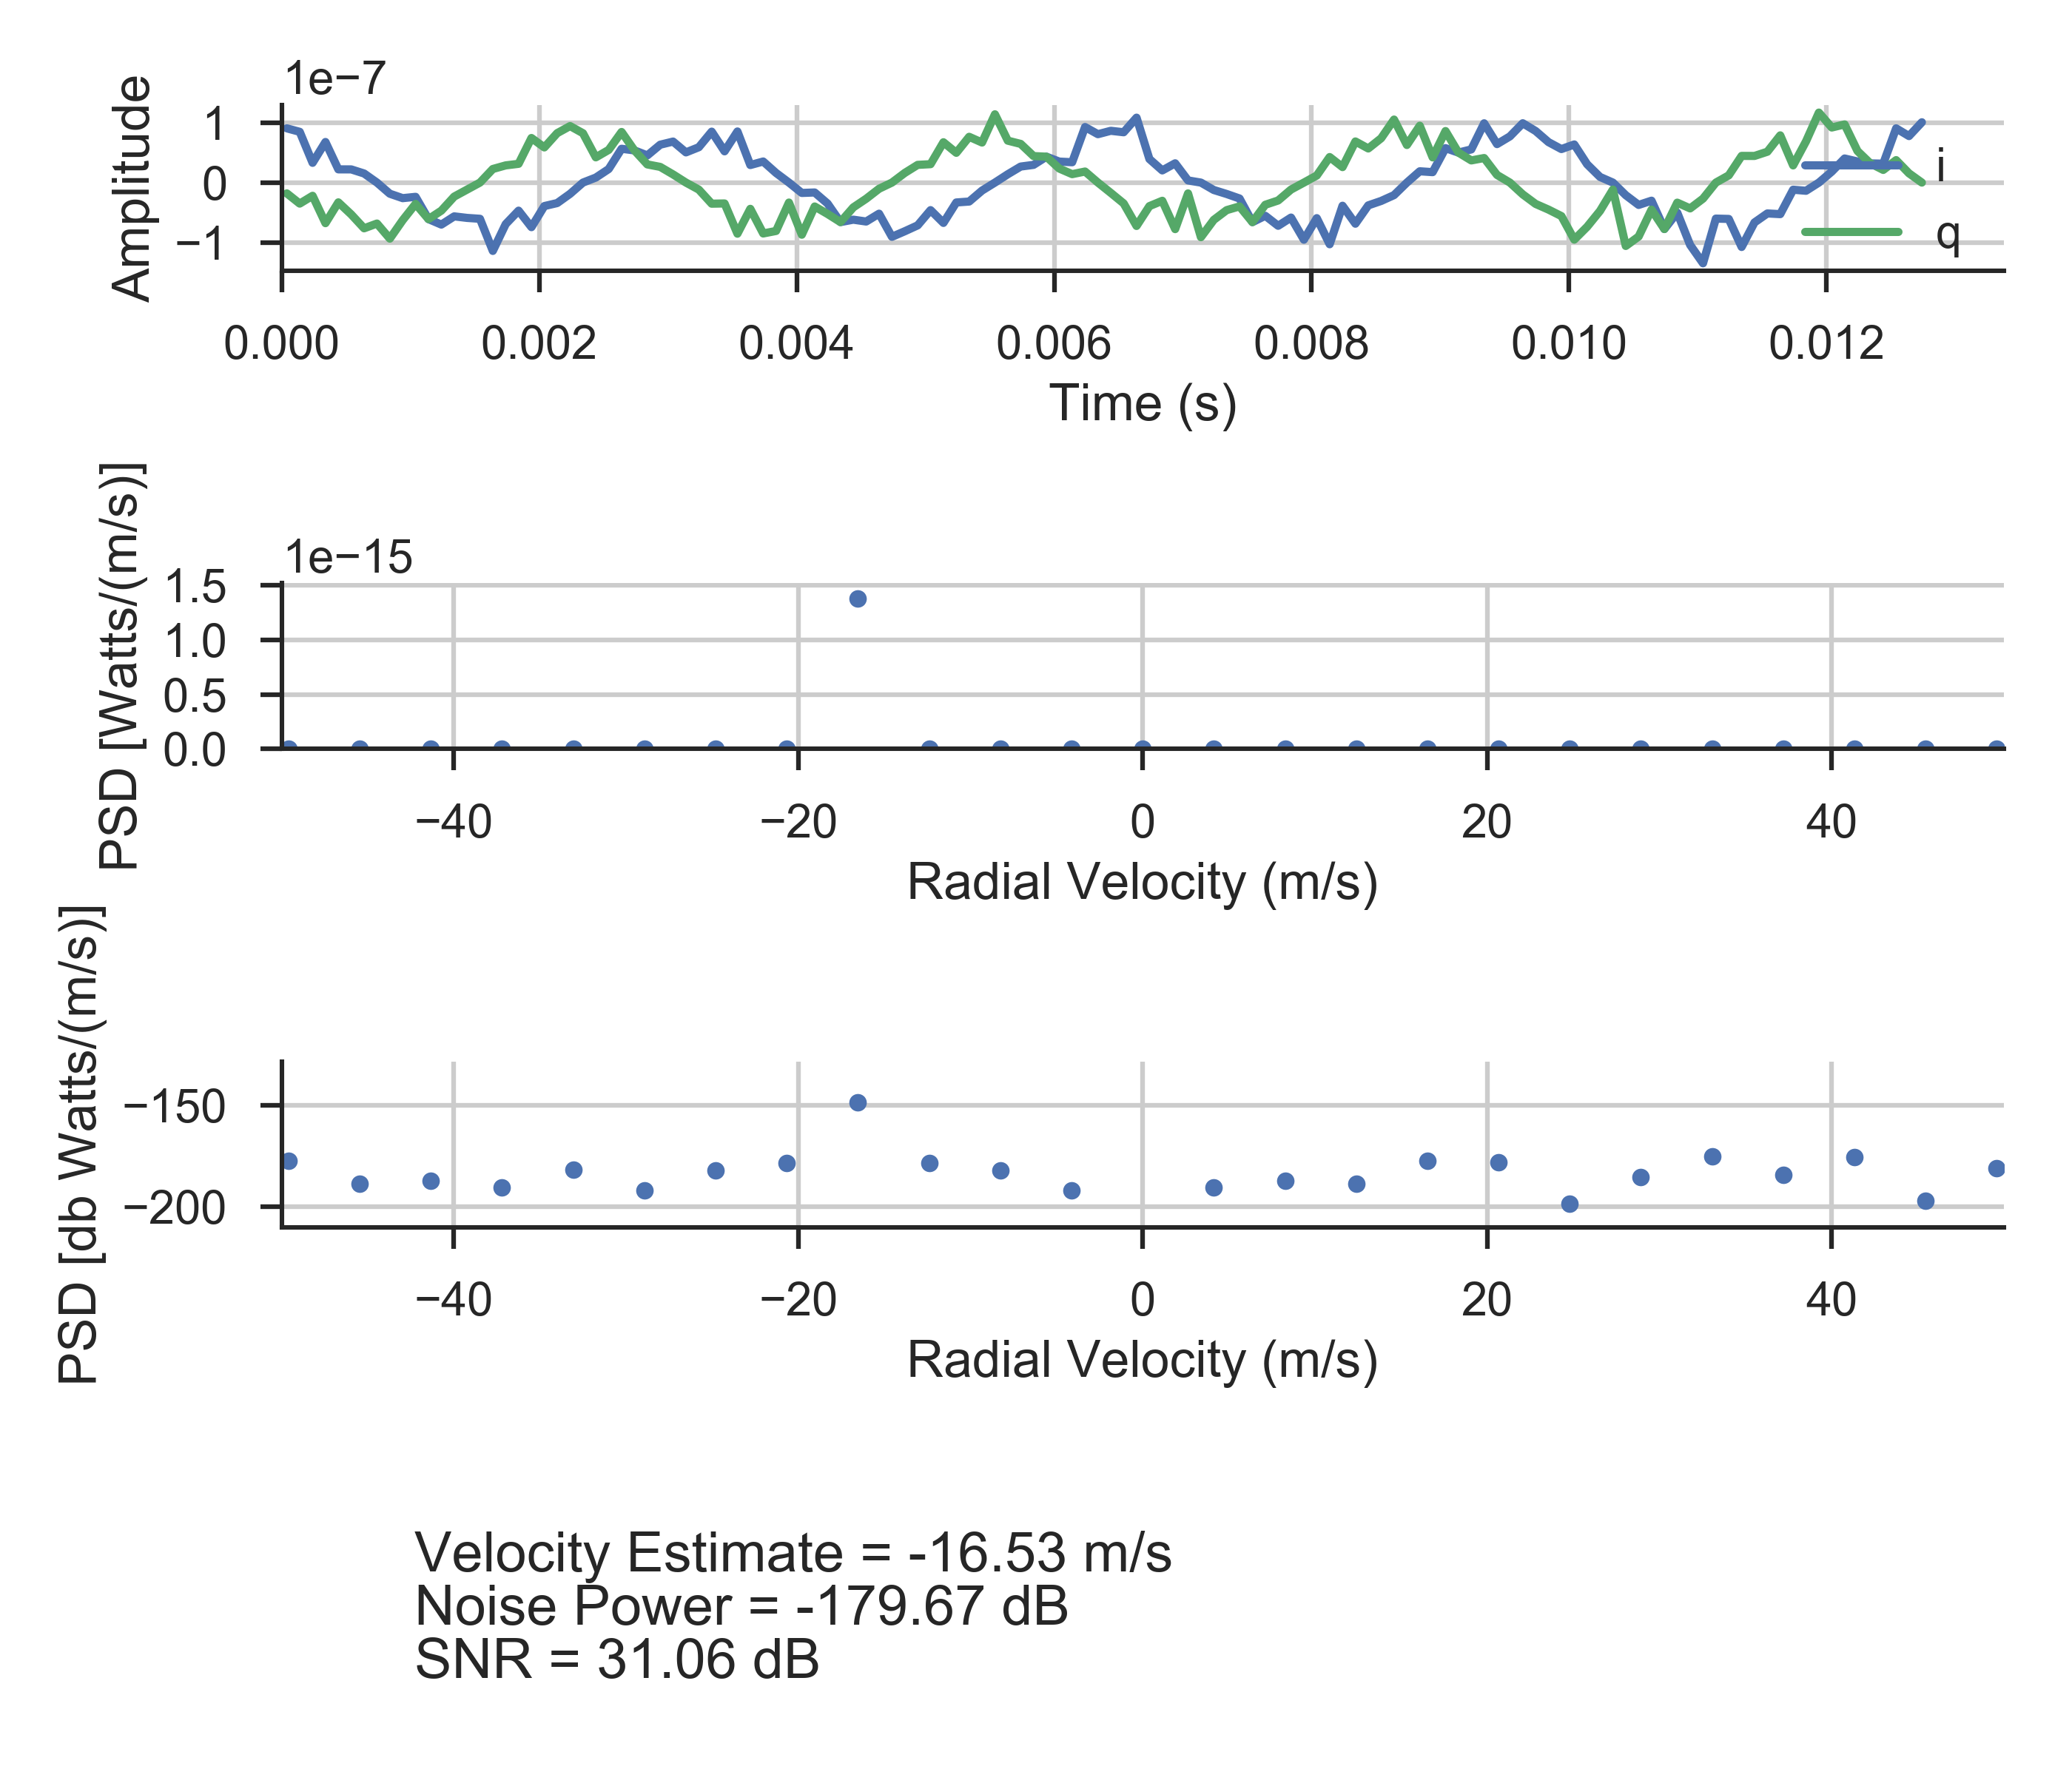 1e−7
Amplitude
1
0
−1
i
q
0.000 0.002 0.004 0.006 0.008 0.010 0.012
Time (s)
1e−15
PSD [Watts/(m/s)]
1.5
1.0
0.5
0.0
−40 −20 0 20 40
Radial Velocity (m/s)
PSD [db Watts/(m/s)]
−150
−200
−40 −20 0 20 40
Radial Velocity (m/s)
Velocity Estimate = -16.53 m/s
Noise Power = -179.67 dB
SNR = 31.06 dB